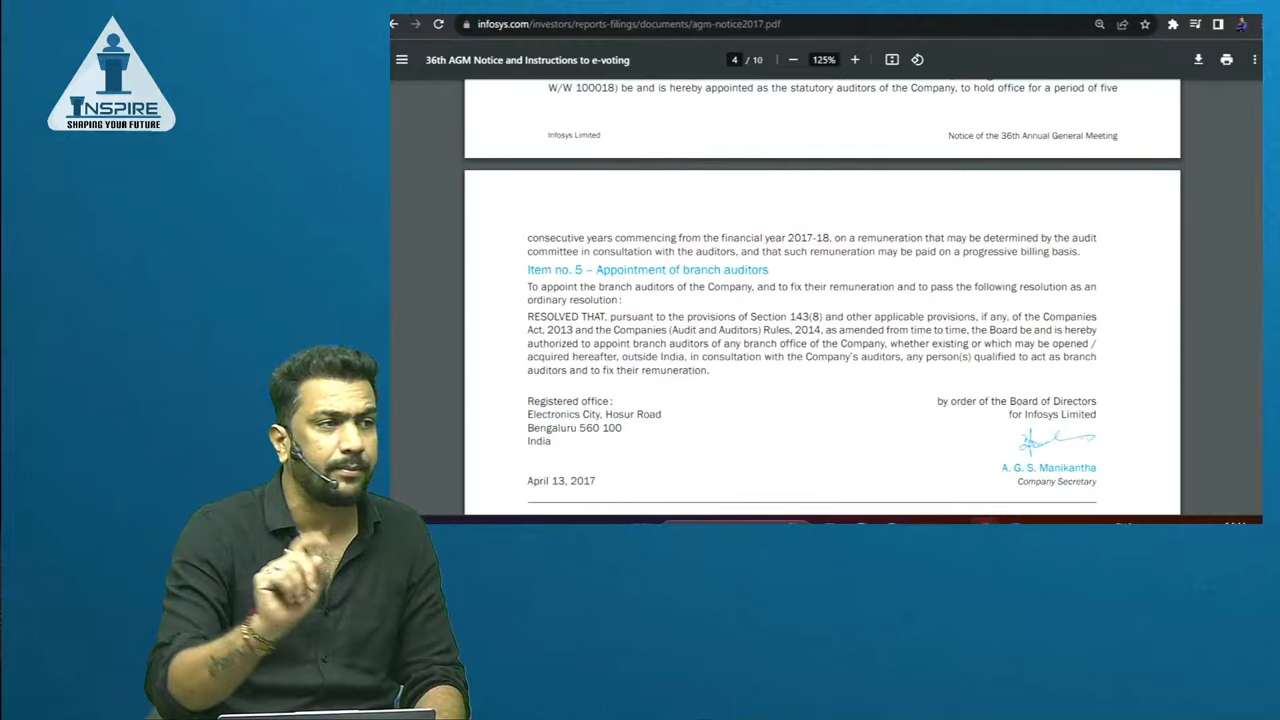 INSPIRE
SHAPING YOUR FUTURE
infosys.com/investors/reports-filings/documents/agm-notice2017.pdf
36th AGM Notice and Instructions to e-voting
4 / 10
125%
W/W 100018) be and is hereby appointed as the statutory auditors of the Company, to hold office for a period of five
Infosys Limited
Notice of the 36th Annual General Meeting
consecutive years commencing from the financial year 2017-18, on a remuneration that may be determined by the audit
committee in consultation with the auditors, and that such remuneration may be paid on a progressive billing basis.
Item no. 5 – Appointment of branch auditors
To appoint the branch auditors of the Company, and to fix their remuneration and to pass the following resolution as an
ordinary resolution:
RESOLVED THAT, pursuant to the provisions of Section 143(8) and other applicable provisions, if any, of the Companies
Act, 2013 and the Companies (Audit and Auditors) Rules, 2014, as amended from time to time, the Board be and is hereby
authorized to appoint branch auditors of any branch office of the Company, whether existing or which may be opened /
acquired hereafter, outside India, in consultation with the Company's auditors, any person(s) qualified to act as branch
auditors and to fix their remuneration.
Registered office:
Electronics City, Hosur Road
Bengaluru 560 100
India
by order of the Board of Directors
for Infosys Limited
A. G. S. Manikantha
Company Secretary
April 13, 2017